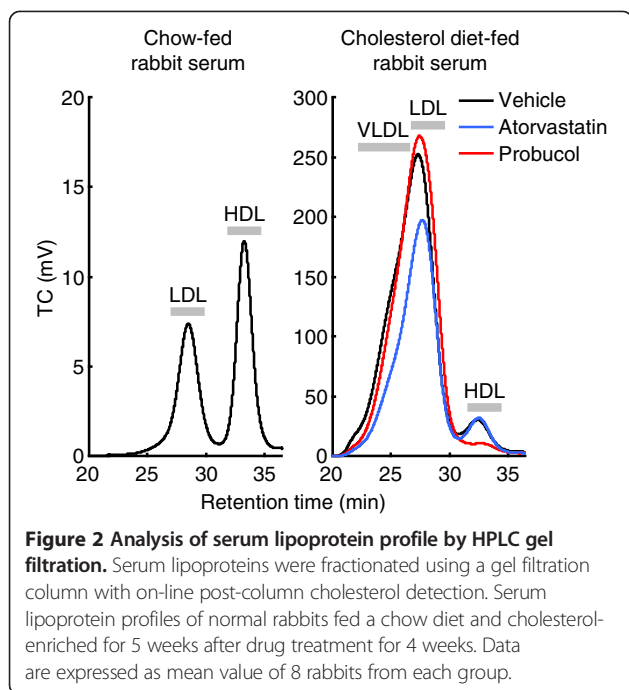 Chow-fed
rabbit serum
Cholesterol diet-fed
rabbit serum
20
15
10
5
0
TC (mV)
LDL
HDL
20 25 30 35
300
250
200
150
100
50
0
VLDL
LDL
HDL
Vehicle
Atorvastatin
Probucol
20 25 30 35
Retention time (min)
Figure 2 Analysis of serum lipoprotein profile by HPLC gel
filtration. Serum lipoproteins were fractionated using a gel filtration
column with on-line post-column cholesterol detection. Serum
lipoprotein profiles of normal rabbits fed a chow diet and cholesterol-
enriched for 5 weeks after drug treatment for 4 weeks. Data
are expressed as mean value of 8 rabbits from each group.